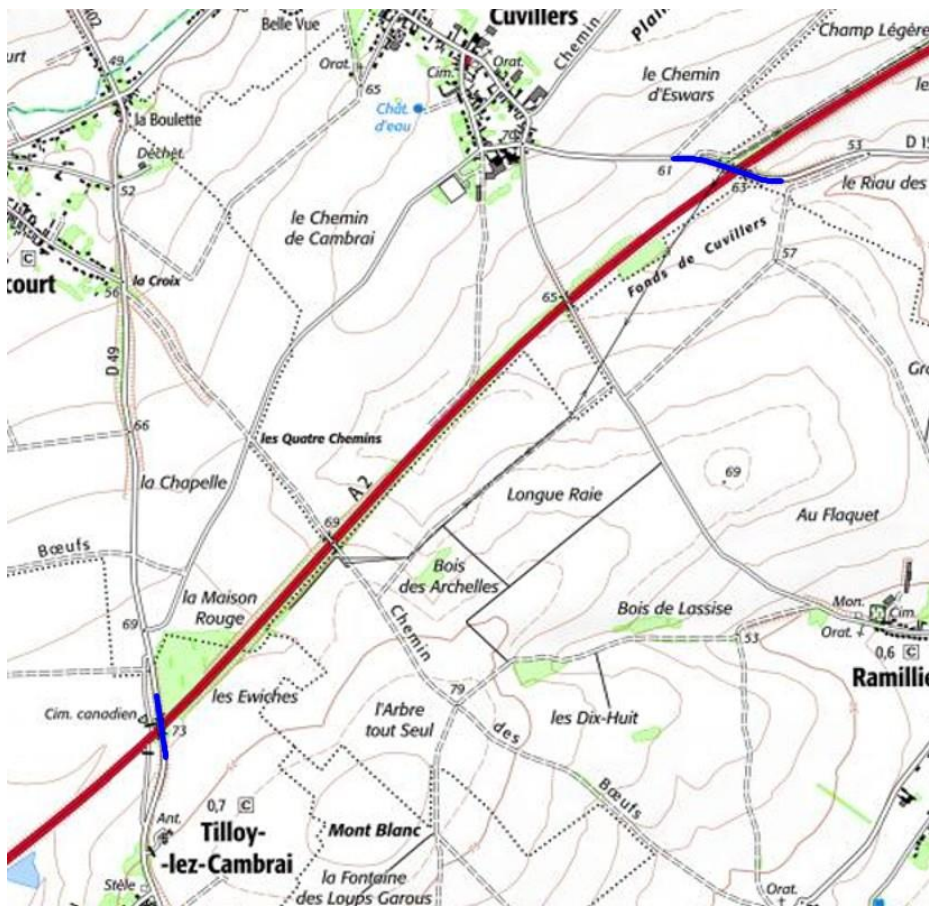 Cuvillers
Belle Vue
Chemin
Plain
Champ Légère
Orat.
Orat.
49
Cim.
le Chemin
d'Eswars
le
65
Chât.
d'eau
la Boulette
70
Déchèt.
61
53
52
63
le Riau des
le Chemin
de Cambrai
C
Fonds de Cuvillers
57
court
la Croix
56
65
D 49
66
les Quatre Chemins
A 2
69
la Chapelle
Longue Raie
Au Flaquet
69
Bœufs
Bois
des Archelles
la Maison
Rouge
Chemin
Bois de Lassise
Mon.
Cim.
69
53
Orat.
0,6 C
Ramillie
les Ewiches
79
Cim. canadien
73
l'Arbre
tout Seul
des
les Dix-Huit
Bœufs
0,7 C
Ant.
Tilloy-
-lez-Cambrai
Mont Blanc
Stèle
la Fontaine
des Loups Garous
Orat.